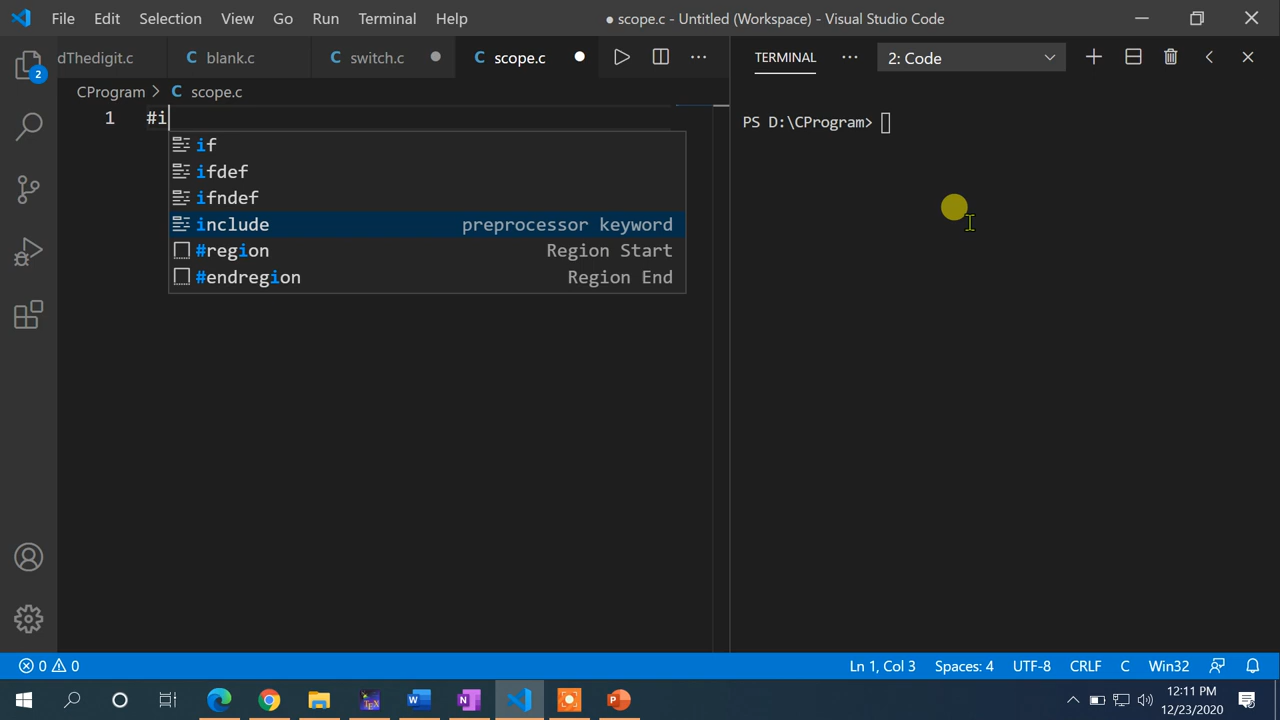 File Edit Selection View Go Run Terminal Help
● scope.c - Untitled (Workspace) - Visual Studio Code
dThedigit.c
blank.c
switch.c
scope.c
TERMINAL
2: Code
CProgram > C scope.c
1 #i
if
ifdef
ifndef
include preprocessor keyword
#region Region Start
#endregion Region End
PS D:\CProgram>
2
0 0
Ln 1, Col 3 Spaces: 4 UTF-8 CRLF C Win32
12:11 PM
12/23/2020